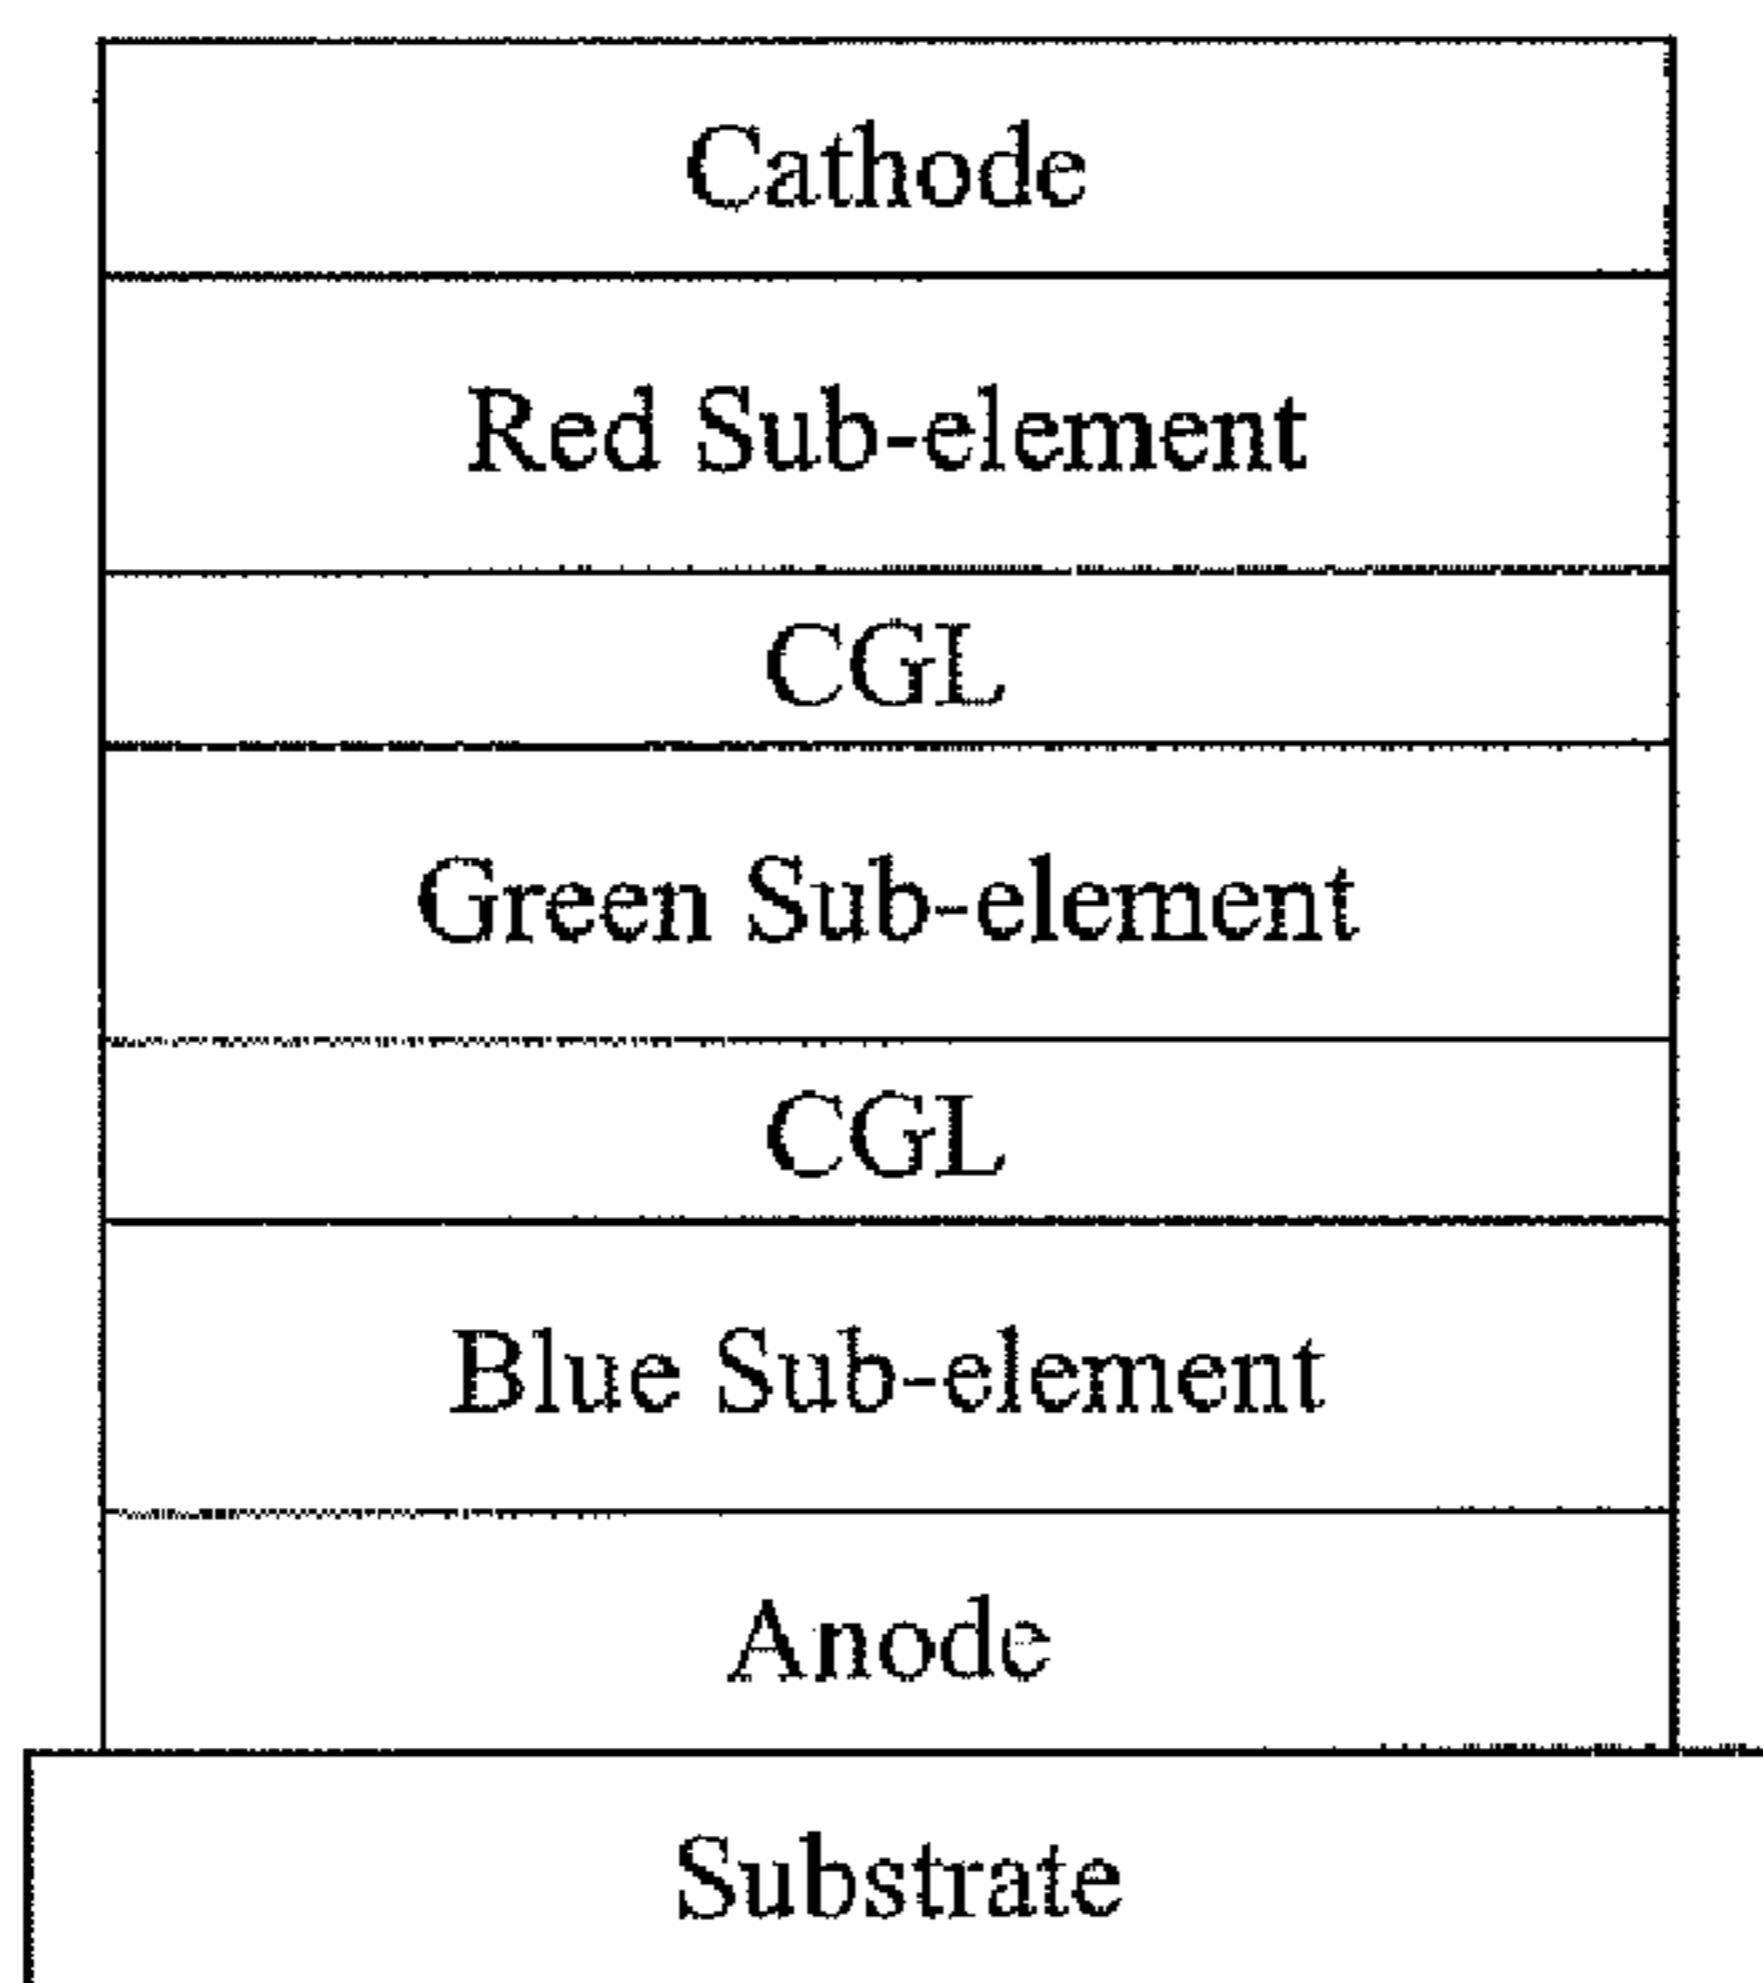 Cathode
Red Sub-element
CGL
Green Sub-element
CGL
Blue Sub-element
Anode
Substrate